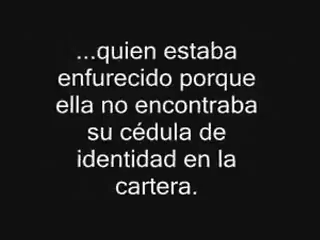 ...quien estaba
enfurecido porque
ella no encontraba
su cédula de
identidad en la
cartera.